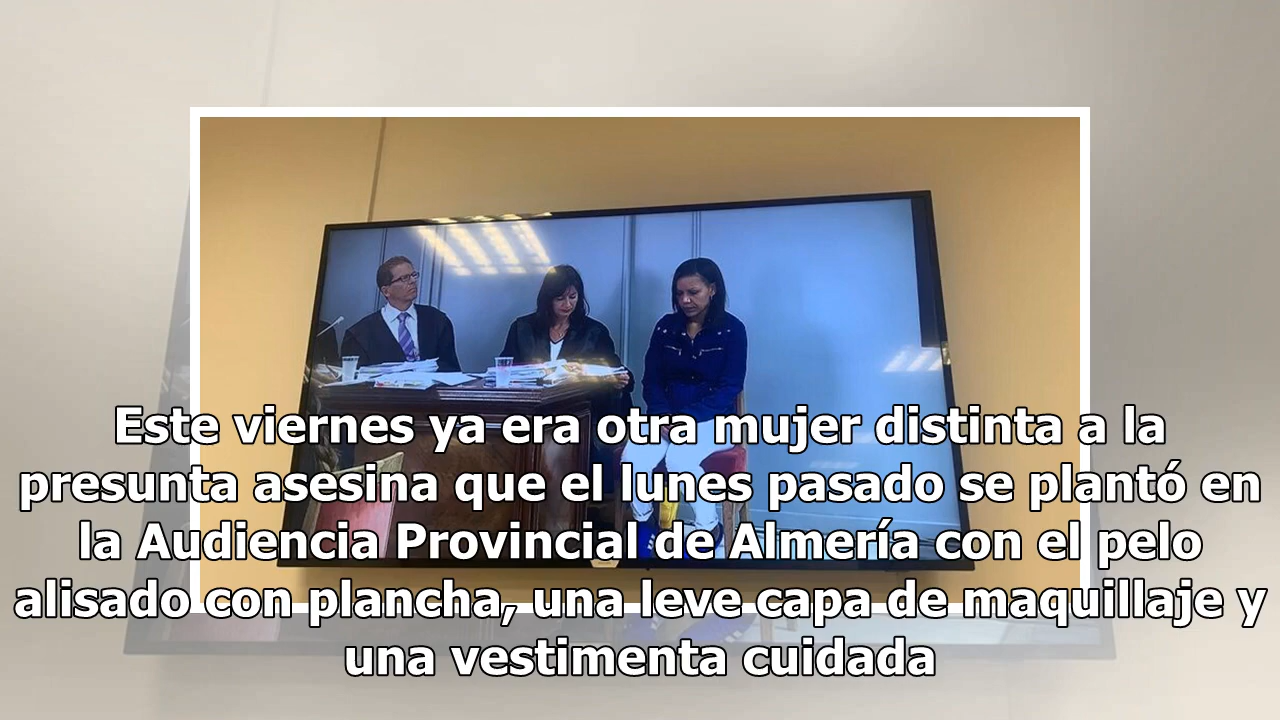 Este viernes ya era otra mujer distinta a la
presunta asesina que el lunes pasado se plantó en
la Audiencia Provincial de Almería con el pelo
alisado con plancha, una leve capa de maquillaje y
una vestimenta cuidada